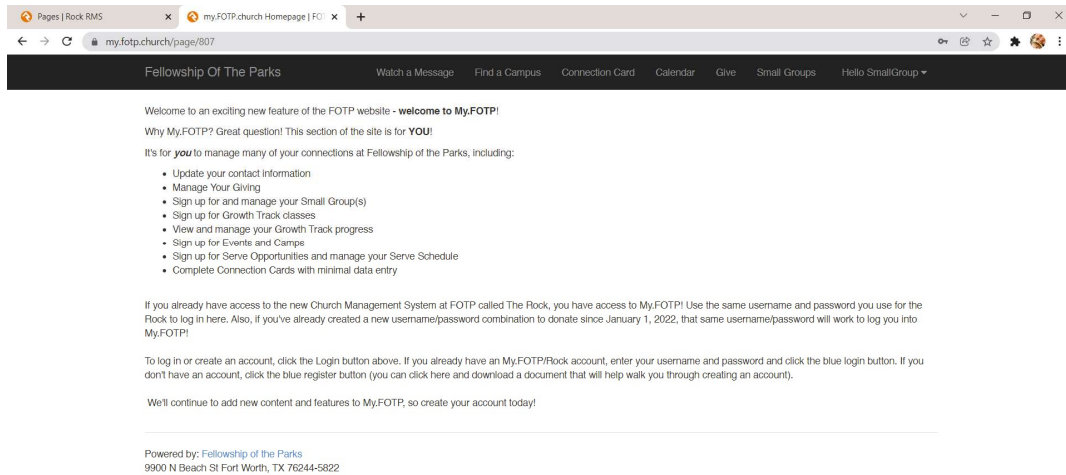 Pages | Rock RMS
my.FOTP.church Homepage | FO
my.fotp.church/page/807
Fellowship Of The Parks Watch a Message Find a Campus Connection Card Calendar Give Small Groups Hello SmallGroup
Welcome to an exciting new feature of the FOTP website - welcome to My.FOTP!
Why My.FOTP? Great question! This section of the site is for YOU!
It's for you to manage many of your connections at Fellowship of the Parks, including:
• Update your contact information
• Manage Your Giving
• Sign up for and manage your Small Group(s)
• Sign up for Growth Track classes
• View and manage your Growth Track progress
• Sign up for Events and Camps
• Sign up for Serve Opportunities and manage your Serve Schedule
• Complete Connection Cards with minimal data entry
If you already have access to the new Church Management System at FOTP called The Rock, you have access to My.FOTP! Use the same username and password you use for the
Rock to log in here. Also, if you've already created a new username/password combination to donate since January 1, 2022, that same username/password will work to log you into
My.FOTP!
To log in or create an account, click the Login button above. If you already have an My.FOTP/Rock account, enter your username and password and click the blue login button. If you
don't have an account, click the blue register button (you can click here and download a document that will help walk you through creating an account).
We'll continue to add new content and features to My.FOTP, so create your account today!
Powered by: Fellowship of the Parks
9900 N Beach St Fort Worth, TX 76244-5822